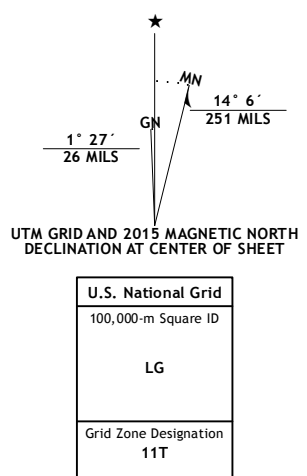 ★
MN
GN
14° 6´
251 MILS
1° 27´
26 MILS
UTM GRID AND 2015 MAGNETIC NORTH
DECLINATION AT CENTER OF SHEET
U.S. National Grid
100,000-m Square ID
LG
Grid Zone Designation
11T